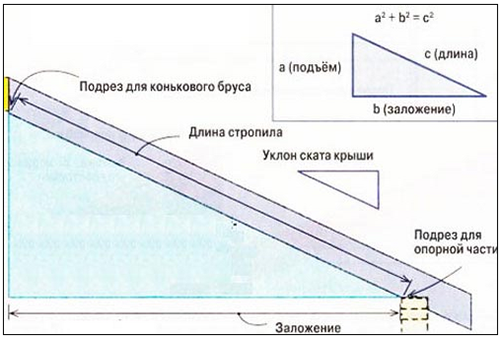 a² + b² = c²
a (подъём)
c (длина)
b (заложение)
Подрез для конькового бруса
Длина стропила
Уклон ската крыши
Подрез для
опорной части
Заложение